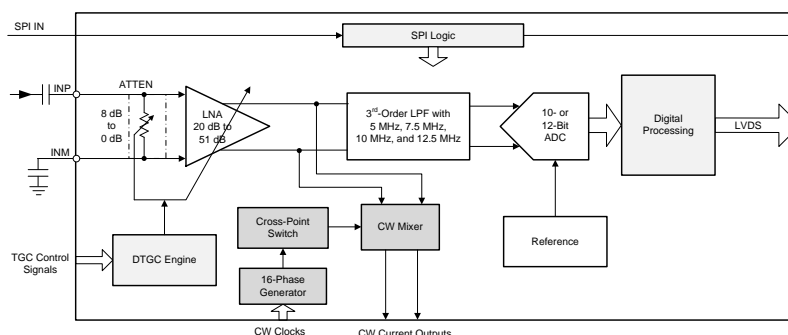 SPI IN
SPI Logic
INP
ATTEN
8 dB
to
0 dB
LNA
20 dB to
51 dB
3rd-Order LPF with
5 MHz, 7.5 MHz,
10 MHz, and 12.5 MHz
10- or
12-Bit
ADC
Digital
Processing
LVDS
INM
Cross-Point
Switch
CW Mixer
Reference
TGC Control
Signals
DTGC Engine
16-Phase
Generator
CW Clocks
CW Current Outputs